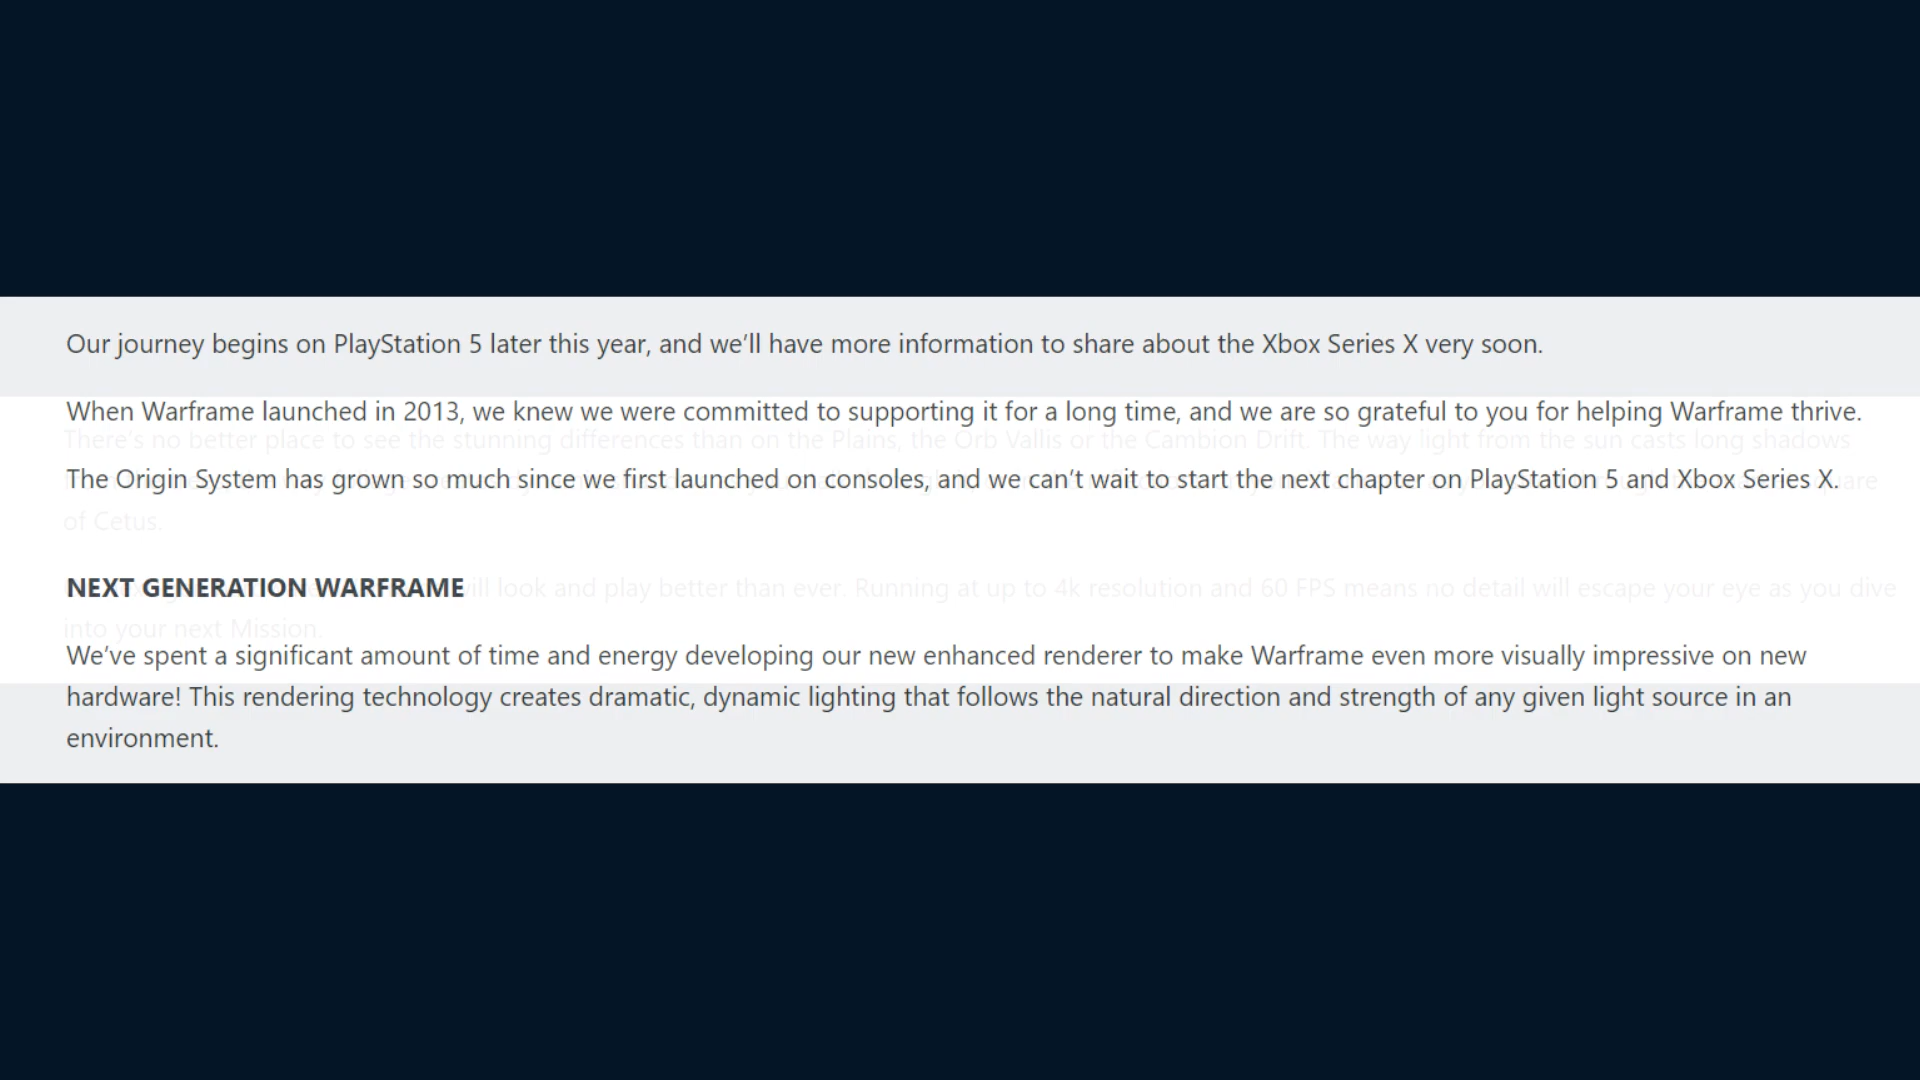 Our journey begins on PlayStation 5 later this year, and we’ll have more information to share about the Xbox Series X very soon.
When Warframe launched in 2013, we knew we were committed to supporting it for a long time, and we are so grateful to you for helping Warframe thrive.
There's no better place to see the stunning differences than on the Plains, the Orb Vallis or the Cambion Drift. The way light from the sun casts long shadows
The Origin System has grown so much since we first launched on consoles, and we can’t wait to start the next chapter on PlayStation 5 and Xbox Series X.
of Cetus.
NEXT GENERATION WARFRAME
will look and play better than ever. Running at up to 4k resolution and 60 FPS means no detail will escape your eye as you dive
into your next Mission.
We’ve spent a significant amount of time and energy developing our new enhanced renderer to make Warframe even more visually impressive on new
hardware! This rendering technology creates dramatic, dynamic lighting that follows the natural direction and strength of any given light source in an
environment.